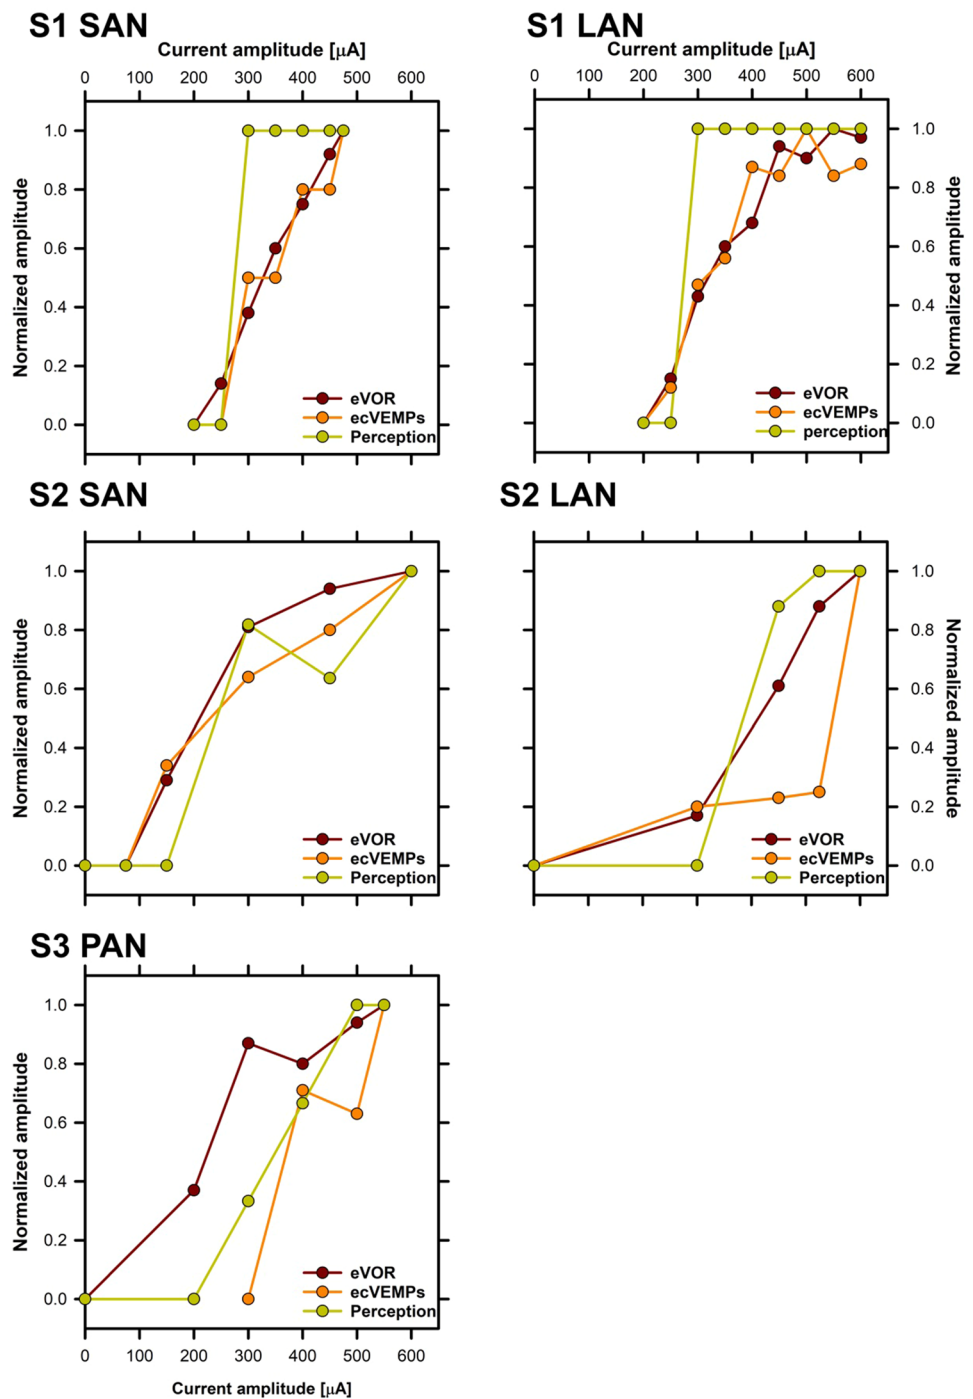 S1 SAN
Current amplitude [μA]
0 200 300 400 500 600
Normalized amplitude
1.0
0.8
0.6
0.4
0.2
0.0
eVOR
ecVEMPs
Perception
S1 LAN
Current amplitude [μA]
0 200 300 400 500 600
1.0
0.8
0.6
0.4
0.2
0.0
Normalized amplitude
eVOR
ecVEMPs
perception
S2 SAN
Normalized amplitude
1.0
0.8
0.6
0.4
0.2
0.0
eVOR
ecVEMPs
Perception
S2 LAN
1.0
0.8
0.6
0.4
0.2
0.0
Normalized amplitude
eVOR
ecVEMPs
Perception
S3 PAN
Normalized amplitude
1.0
0.8
0.6
0.4
0.2
0.0
eVOR
ecVEMPs
Perception
0 100 200 300 400 500 600
Current amplitude [μA]